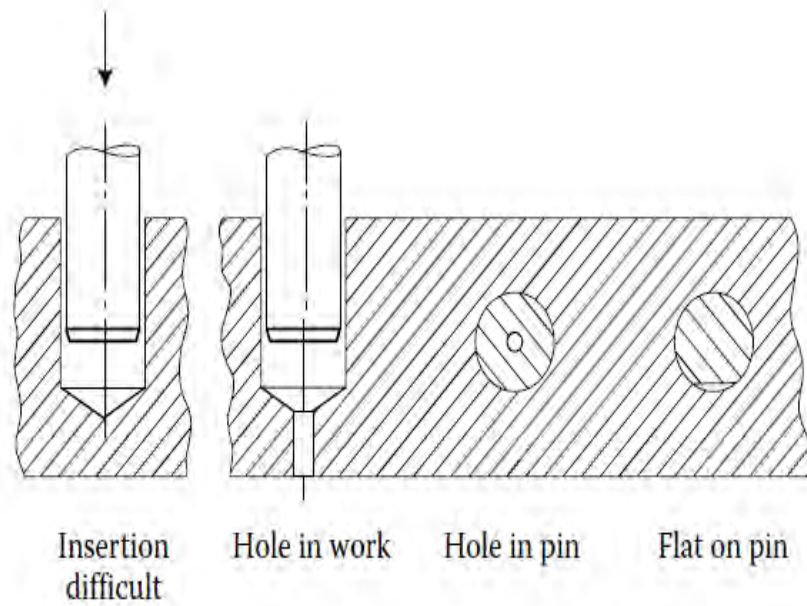 Insertion
difficult
Hole in work
Hole in pin
Flat on pin